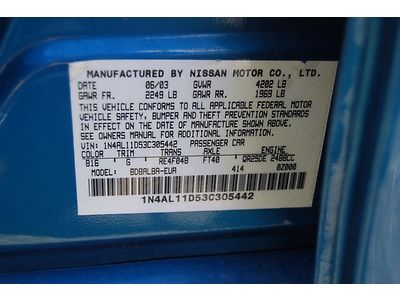 MANUFACTURED BY NISSAN MOTOR CO., LTD.
DATE 06/03 GVWR 4202 LB
GAWR FR. 2249 LB GAWR RR. 1969 LB
THIS VEHICLE CONFORMS TO ALL APPLICABLE FEDERAL MOTOR
VEHICLE SAFETY, BUMPER AND THEFT PREVENTION STANDARDS
IN EFFECT ON THE DATE OF MANUFACTURE SHOWN ABOVE.
SEE OWNERS MANUAL FOR ADDITIONAL INFORMATION.
VIN: 1N4AL11D53C305442 PASSENGER CAR
COLOR TRIM TRANS AXLE ENGINE
B16 G RE4F04B FT40 QR25DE 2488CC
MODEL BDBALBA-EUA 414 0Z000
1N4AL11D53C305442